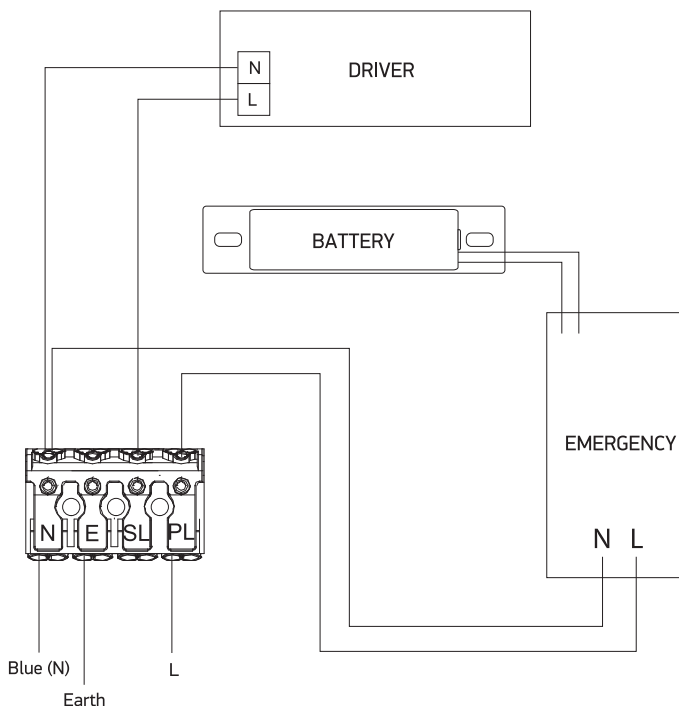 N
DRIVER
L
BATTERY
EMERGENCY
N L
N E SL PL
Blue (N)
L
Earth